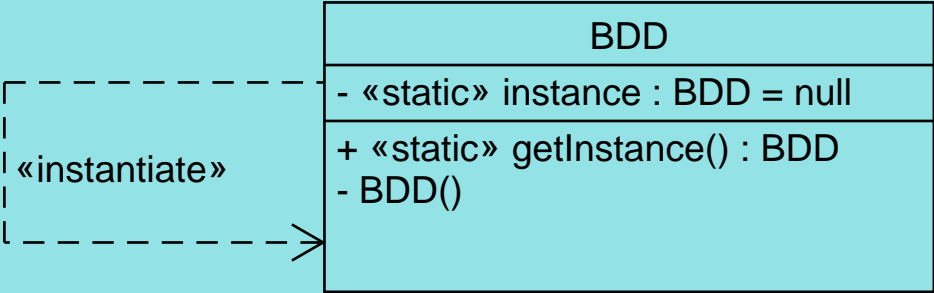 BDD
- «static» instance : BDD = null
«instantiate»
+ «static» getInstance() : BDD
- BDD()